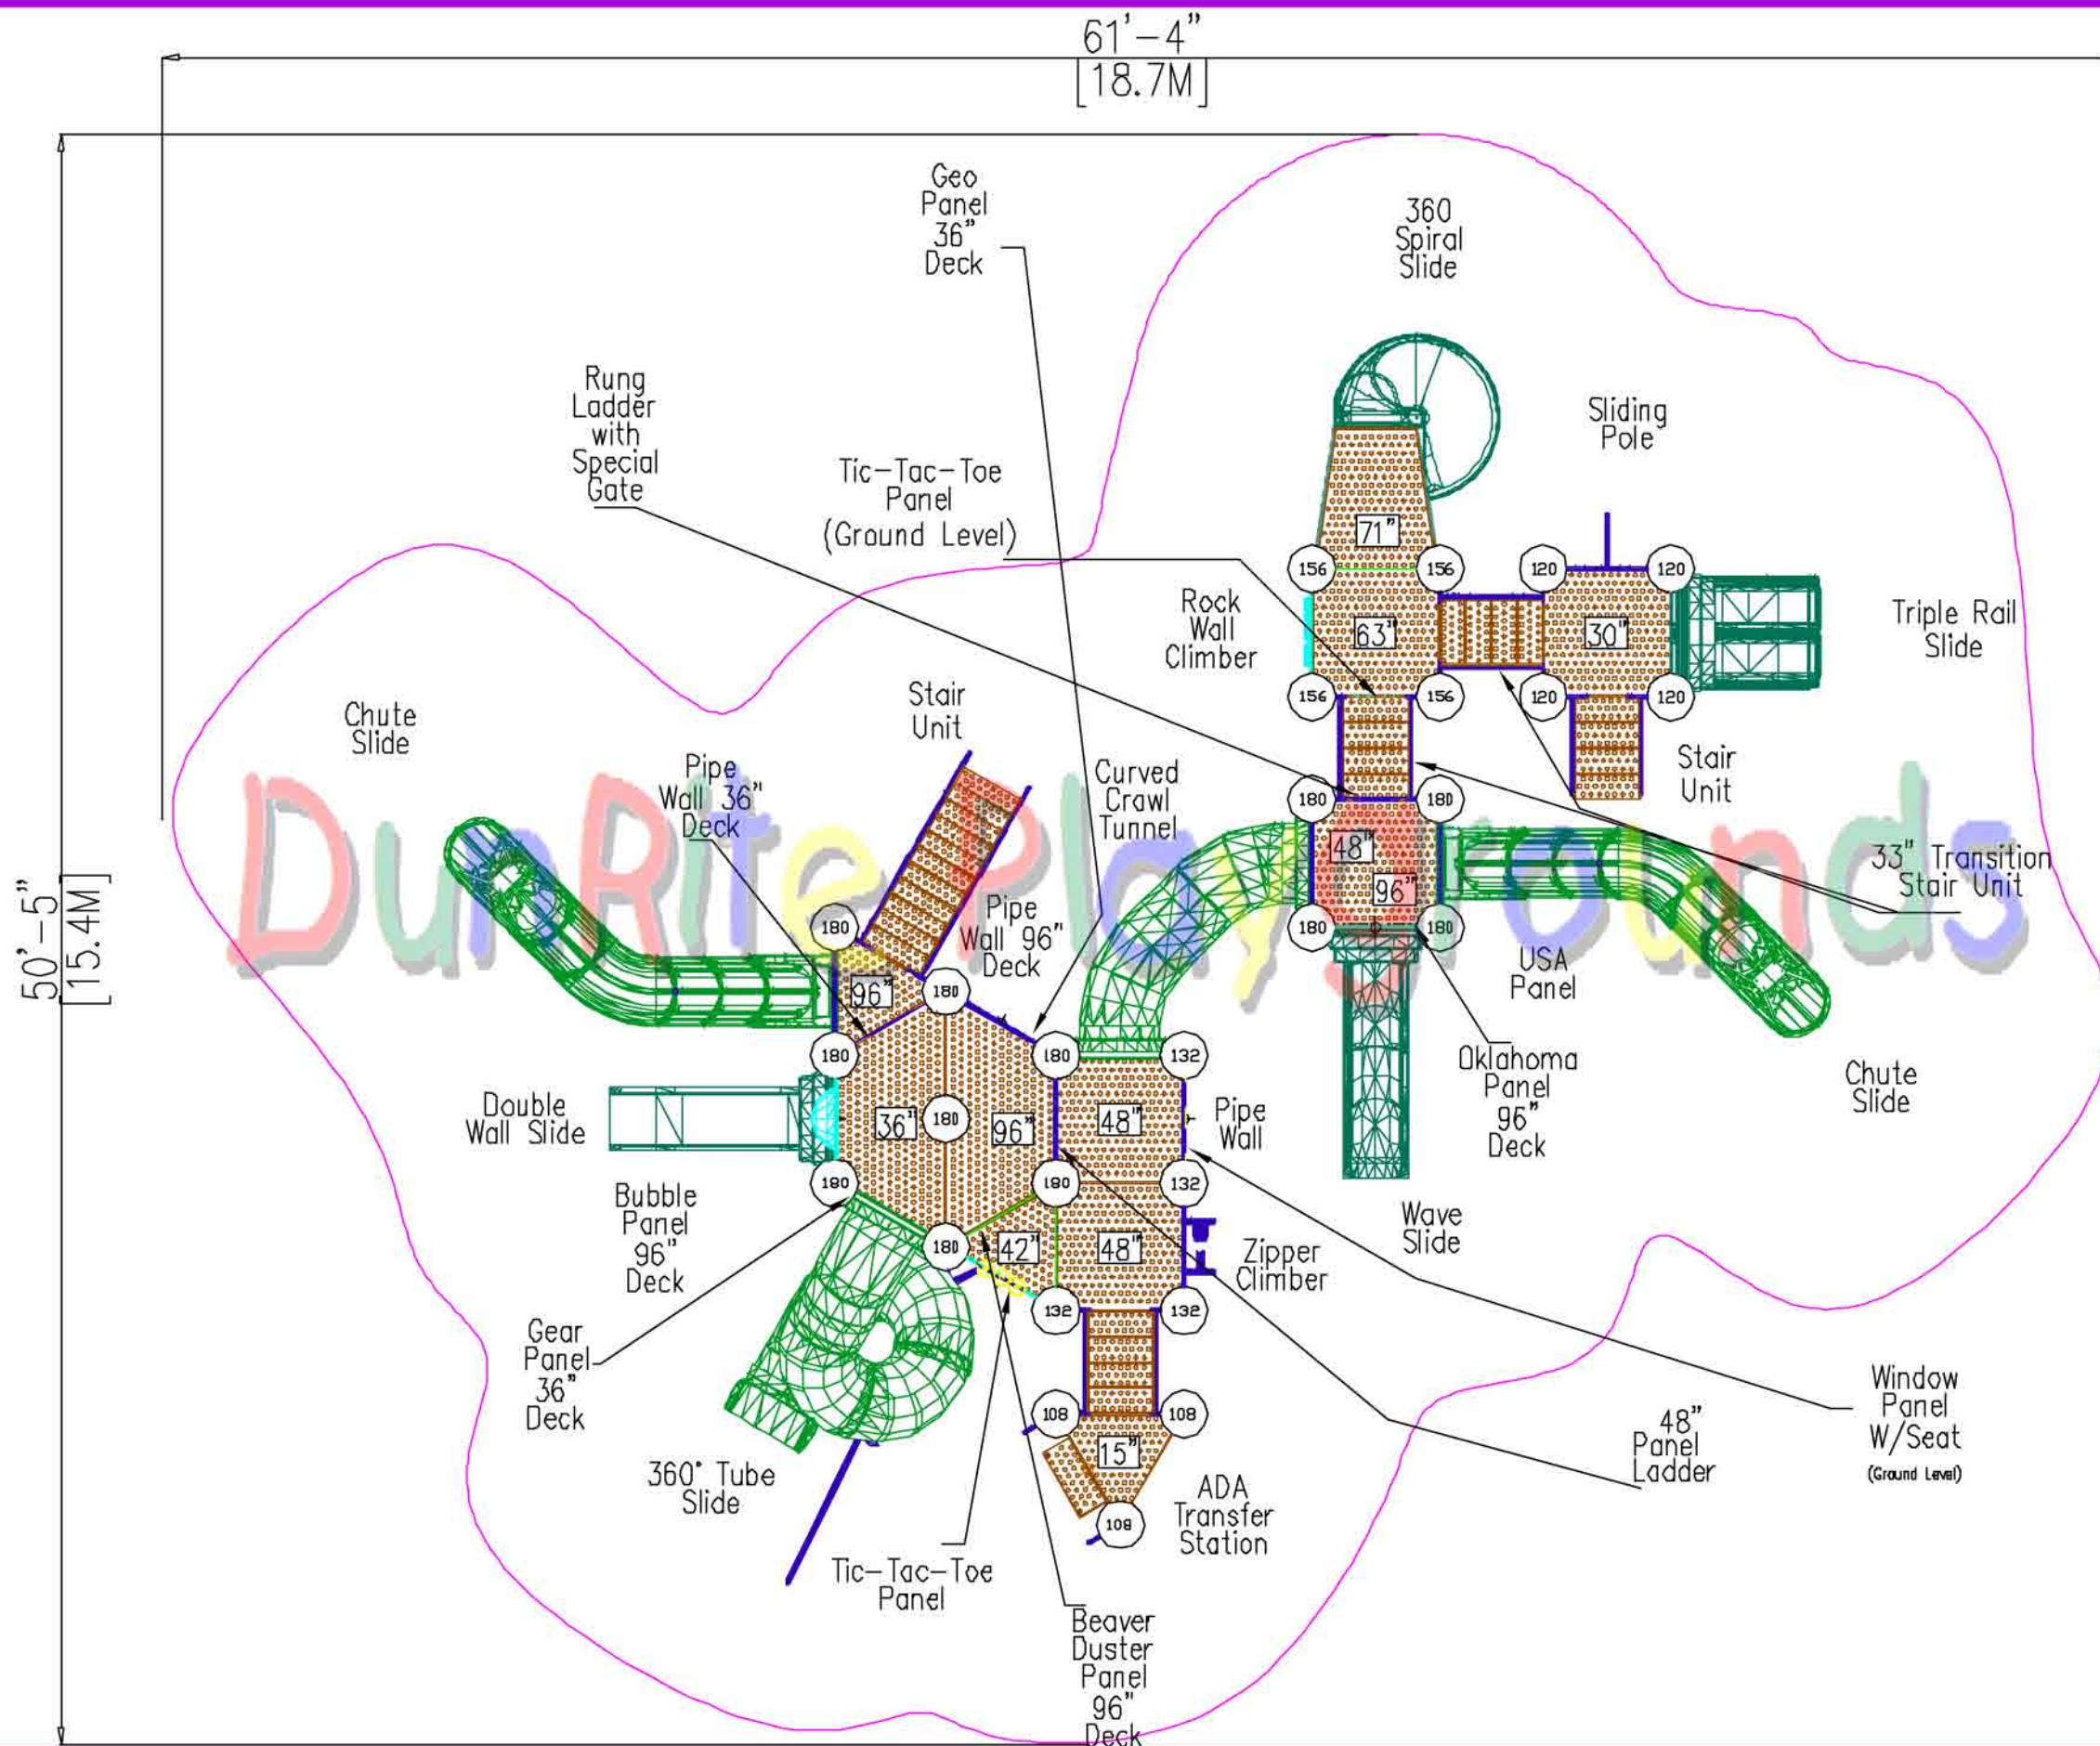 61'-4"
[18.7M]
50'-5"
[15.4M]
Geo
Panel
36"
Deck
360
Spiral
Slide
Rung
Ladder
with
Special
Gate
Tic-Tac-Toe
Panel
(Ground Level)
Sliding
Pole
71"
156
156
120
120
Rock
Wall
Climber
63"
30"
Triple Rail
Slide
156
156
120
120
Chute
Slide
Stair
Unit
Pipe
Wall 36"
Deck
Curved
Crawl
Tunnel
Stair
Unit
180
180
DunRite Playgrounds
48"
96"
33" Transition
Stair Unit
180
Pipe
Wall 96"
Deck
180
180
USA
Panel
96"
180
180
180
132
Oklahoma
Panel
96"
Deck
Chute
Slide
Double
Wall Slide
36"
180
96"
48"
Pipe
Wall
180
180
132
Bubble
Panel
96"
Deck
Wave
Slide
180
42"
48"
Zipper
Climber
132
132
Gear
Panel
36"
Deck
Window
Panel
W/Seat
(Ground Level)
48"
Panel
Ladder
108
108
15"
360° Tube
Slide
ADA
Transfer
Station
108
Tic-Tac-Toe
Panel
Beaver
Duster
Panel
96"
Deck